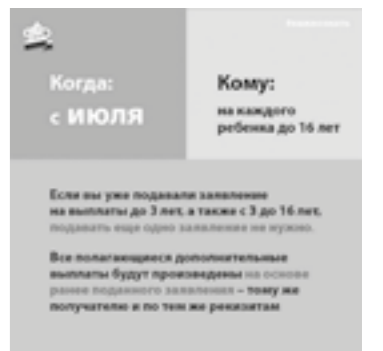 Когда:
с ИЮЛЯ
Кому:
на каждого
ребенка до 16 лет
Если вы уже подавали заявление
на выплаты до 3 лет, а также с 3 до 16 лет,
подавать еще одно заявление не нужно.
Все полагающиеся дополнительные
выплаты будут произведены на основе
ранее поданного заявления – тому же
получателю и по тем же реквизитам